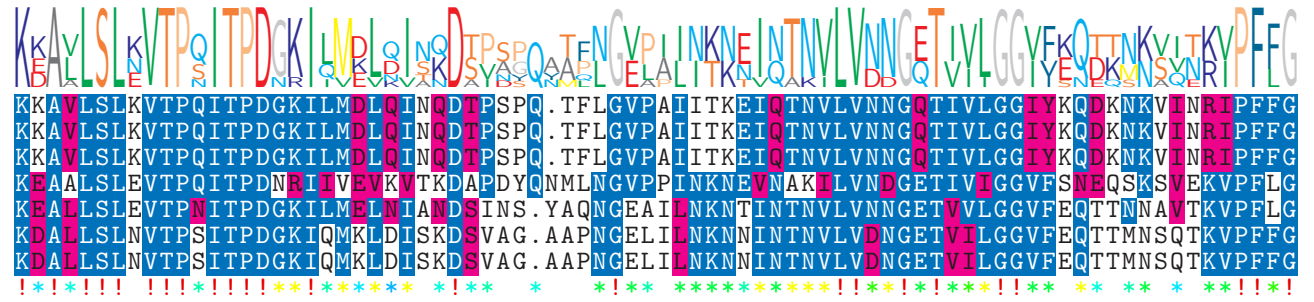 KKAVLSLKVTPQITPDGKILMDLQINQDTPSPQ.TFLGVPAIITKEIQTNVLVNNGQTIVLGGIYKQDKNKVINRIPFFG
KKAVLSLKVTPQITPDGKILMDLQINQDTPSPQ.TFLGVPAIITKEIQTNVLVNNGQTIVLGGIYKQDKNKVINRIPFFG
KKAVLSLKVTPQITPDGKILMDLQINQDTPSPQ.TFLGVPAIITKEIQTNVLVNNGQTIVLGGIYKQDKNKVINRIPFFG
KEAALSLEVTPQITPDNRIIVEVKVTKDAPDYQNMLNGVPPINKNEVNAKILVNDGETIVIGGVFSNEQSKSVEKVPFLG
KEALLSLEVTPNITPDGKILMELNIANDSINS.YAQNGEAILNKNTINTNVLVNNGETVVLGGVFEQTTNNAVTKVPFLG
KDALLSLNVTPSITPDGKIQMKLDISKDSVAG.AAPNGELILNKNNINTNVLVDNGETVILGGVFEQTTMNSQTKVPFFG
KDALLSLNVTPSITPDGKIQMKLDISKDSVAG.AAPNGELILNKNNINTNVLVDNGETVILGGVFEQTTMNSQTKVPFFG
!*!*!!! !!!*!!!!**!****** *!** * *!* **********!!**!*!***!!** ** ** * **!!*!